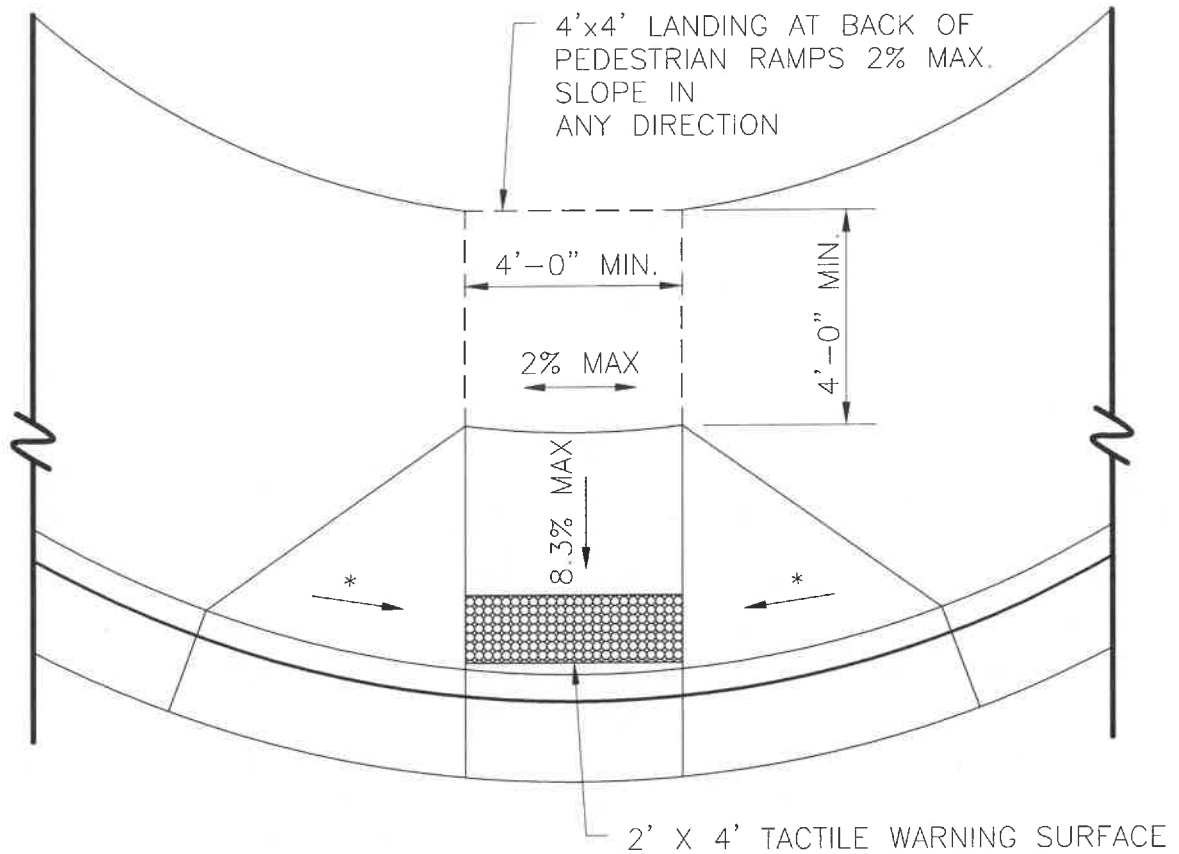 4'x4' LANDING AT BACK OF
PEDESTRIAN RAMPS 2% MAX.
SLOPE IN
ANY DIRECTION
4'-0" MIN.
4'-0" MIN.
2% MAX
8.3% MAX
*
*
2' X 4' TACTILE WARNING SURFACE